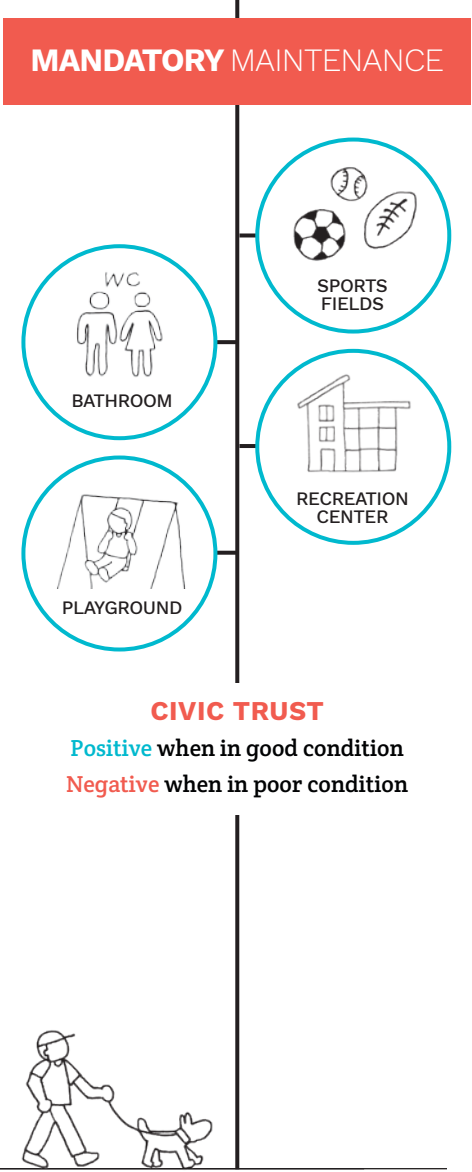 MANDATORY MAINTENANCE
SPORTS
FIELDS
WC
BATHROOM
RECREATION
CENTER
PLAYGROUND
CIVIC TRUST
Positive when in good condition
Negative when in poor condition